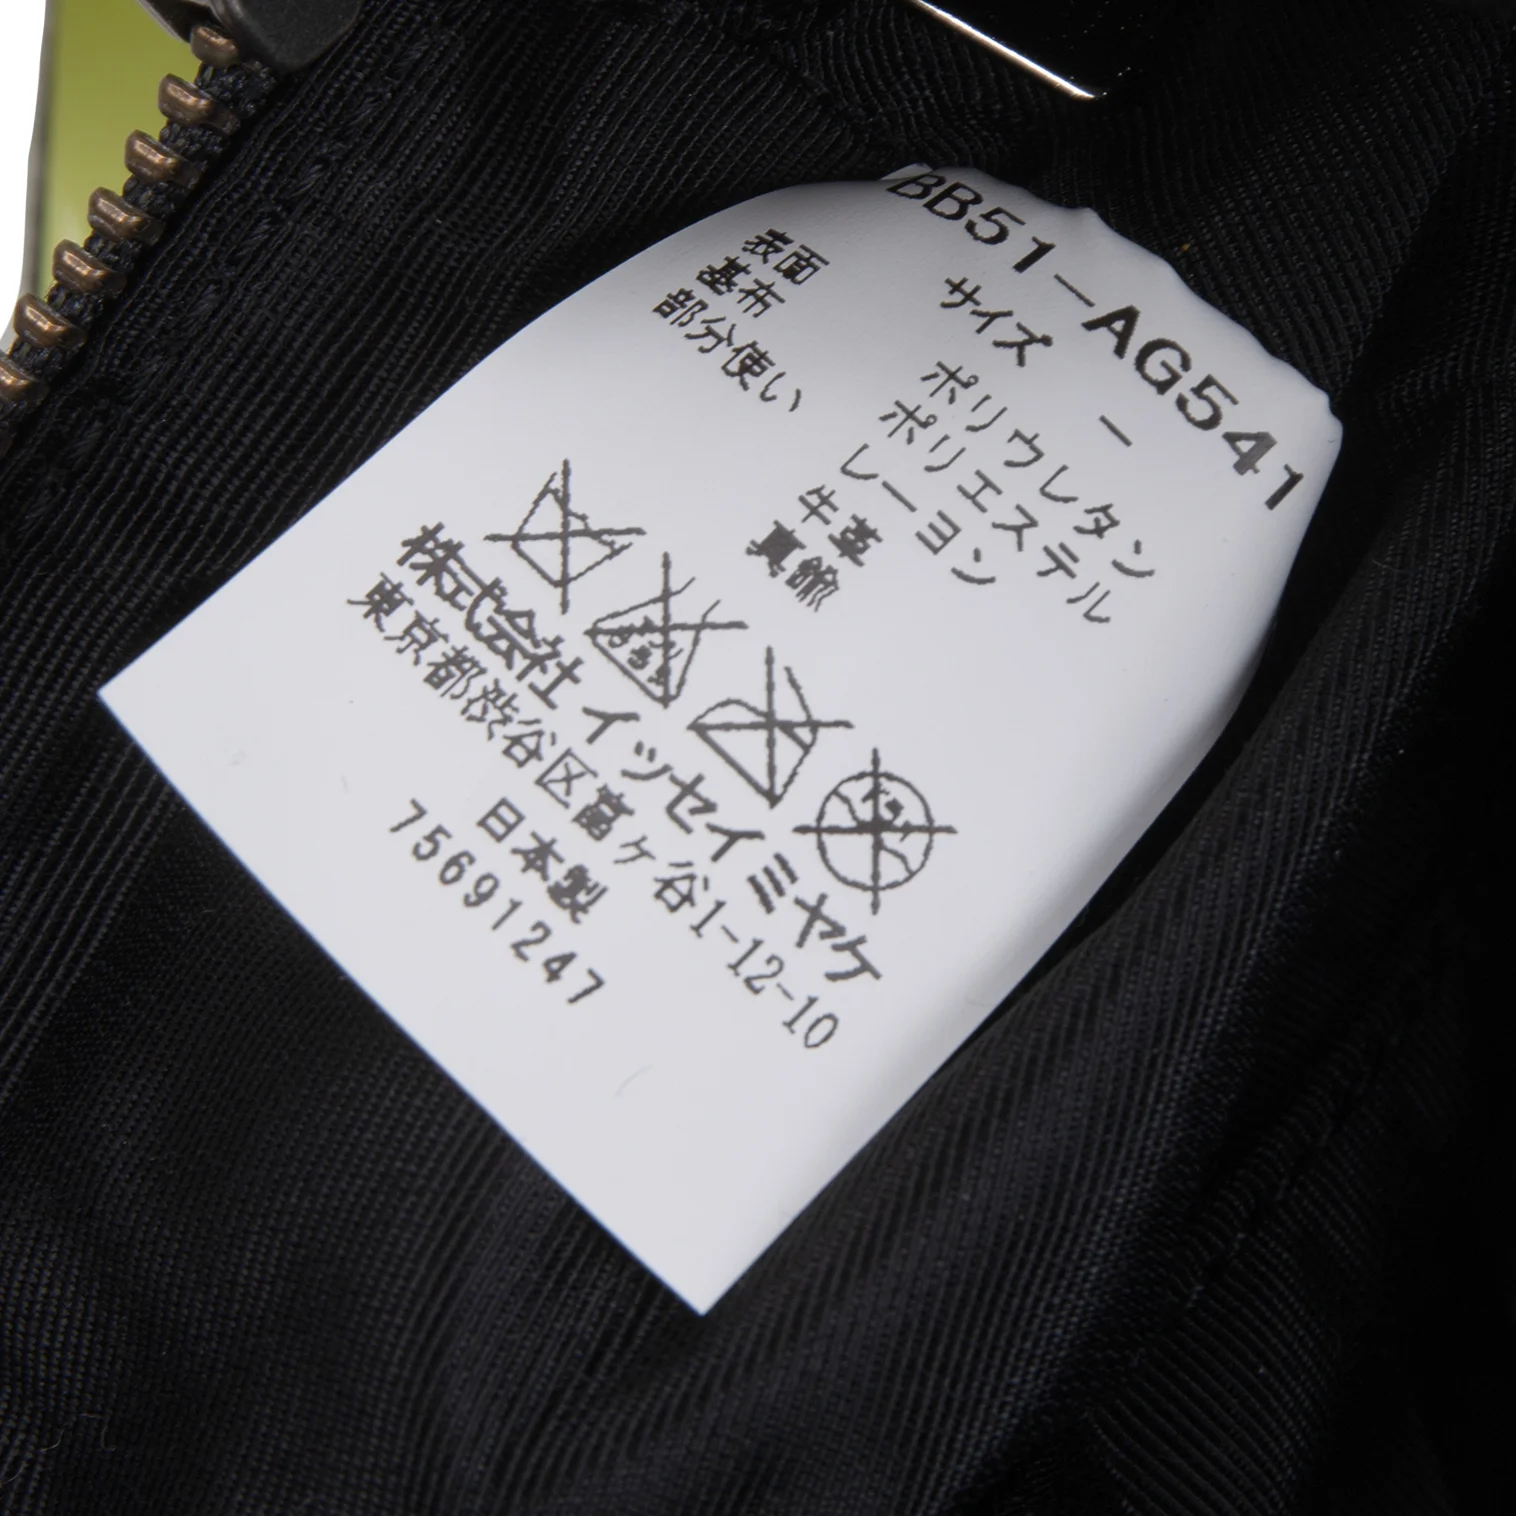 BB51-AG541
サイズ ー
表面 ポリウレタン
基布 ポリエステル
レーヨン
部分使い 牛革
真鍮
株式会社 イッセイミヤケ
東京都渋谷区富ヶ谷1-12-10
日本製
75691247